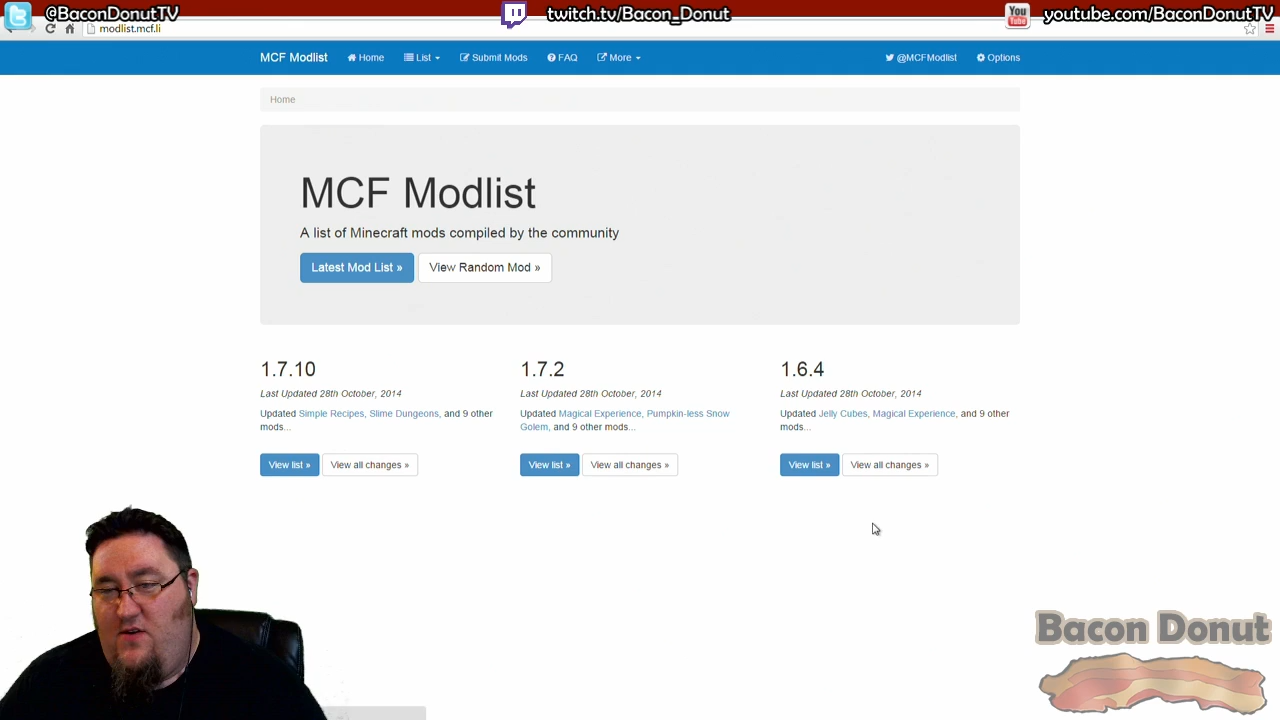 @BaconDonutTV
twitch.tv/Bacon_Donut
You
Tube
youtube.com/BaconDonutTV
modlist.mcf.li
MCF Modlist Home List Submit Mods FAQ More @MCFModlist Options
Home
MCF Modlist
A list of Minecraft mods compiled by the community
Latest Mod List » View Random Mod »
1.7.10
Last Updated 28th October, 2014
Updated Simple Recipes, Slime Dungeons, and 9 other
mods...
View list » View all changes »
1.7.2
Last Updated 28th October, 2014
Updated Magical Experience, Pumpkin-less Snow
Golem, and 9 other mods...
View list » View all changes »
1.6.4
Last Updated 28th October, 2014
Updated Jelly Cubes, Magical Experience, and 9 other
mods...
View list » View all changes »
Bacon Donut